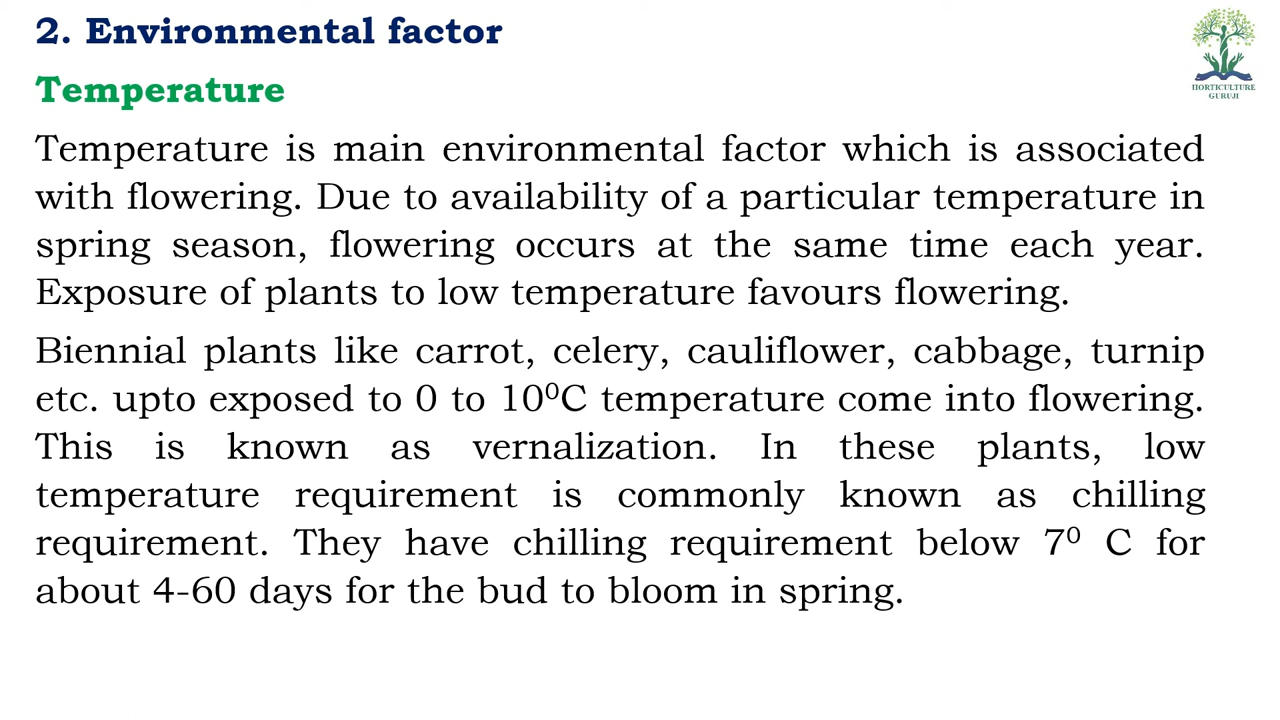 2. Environmental factor
HORTICULTURE
GURUJI
Temperature
Temperature is main environmental factor which is associated
with flowering. Due to availability of a particular temperature in
spring season, flowering occurs at the same time each year.
Exposure of plants to low temperature favours flowering.
Biennial plants like carrot, celery, cauliflower, cabbage, turnip
etc. upto exposed to 0 to 10⁰C temperature come into flowering.
This is known as vernalization. In these plants, low
temperature requirement is commonly known as chilling
requirement. They have chilling requirement below 7⁰ C for
about 4-60 days for the bud to bloom in spring.